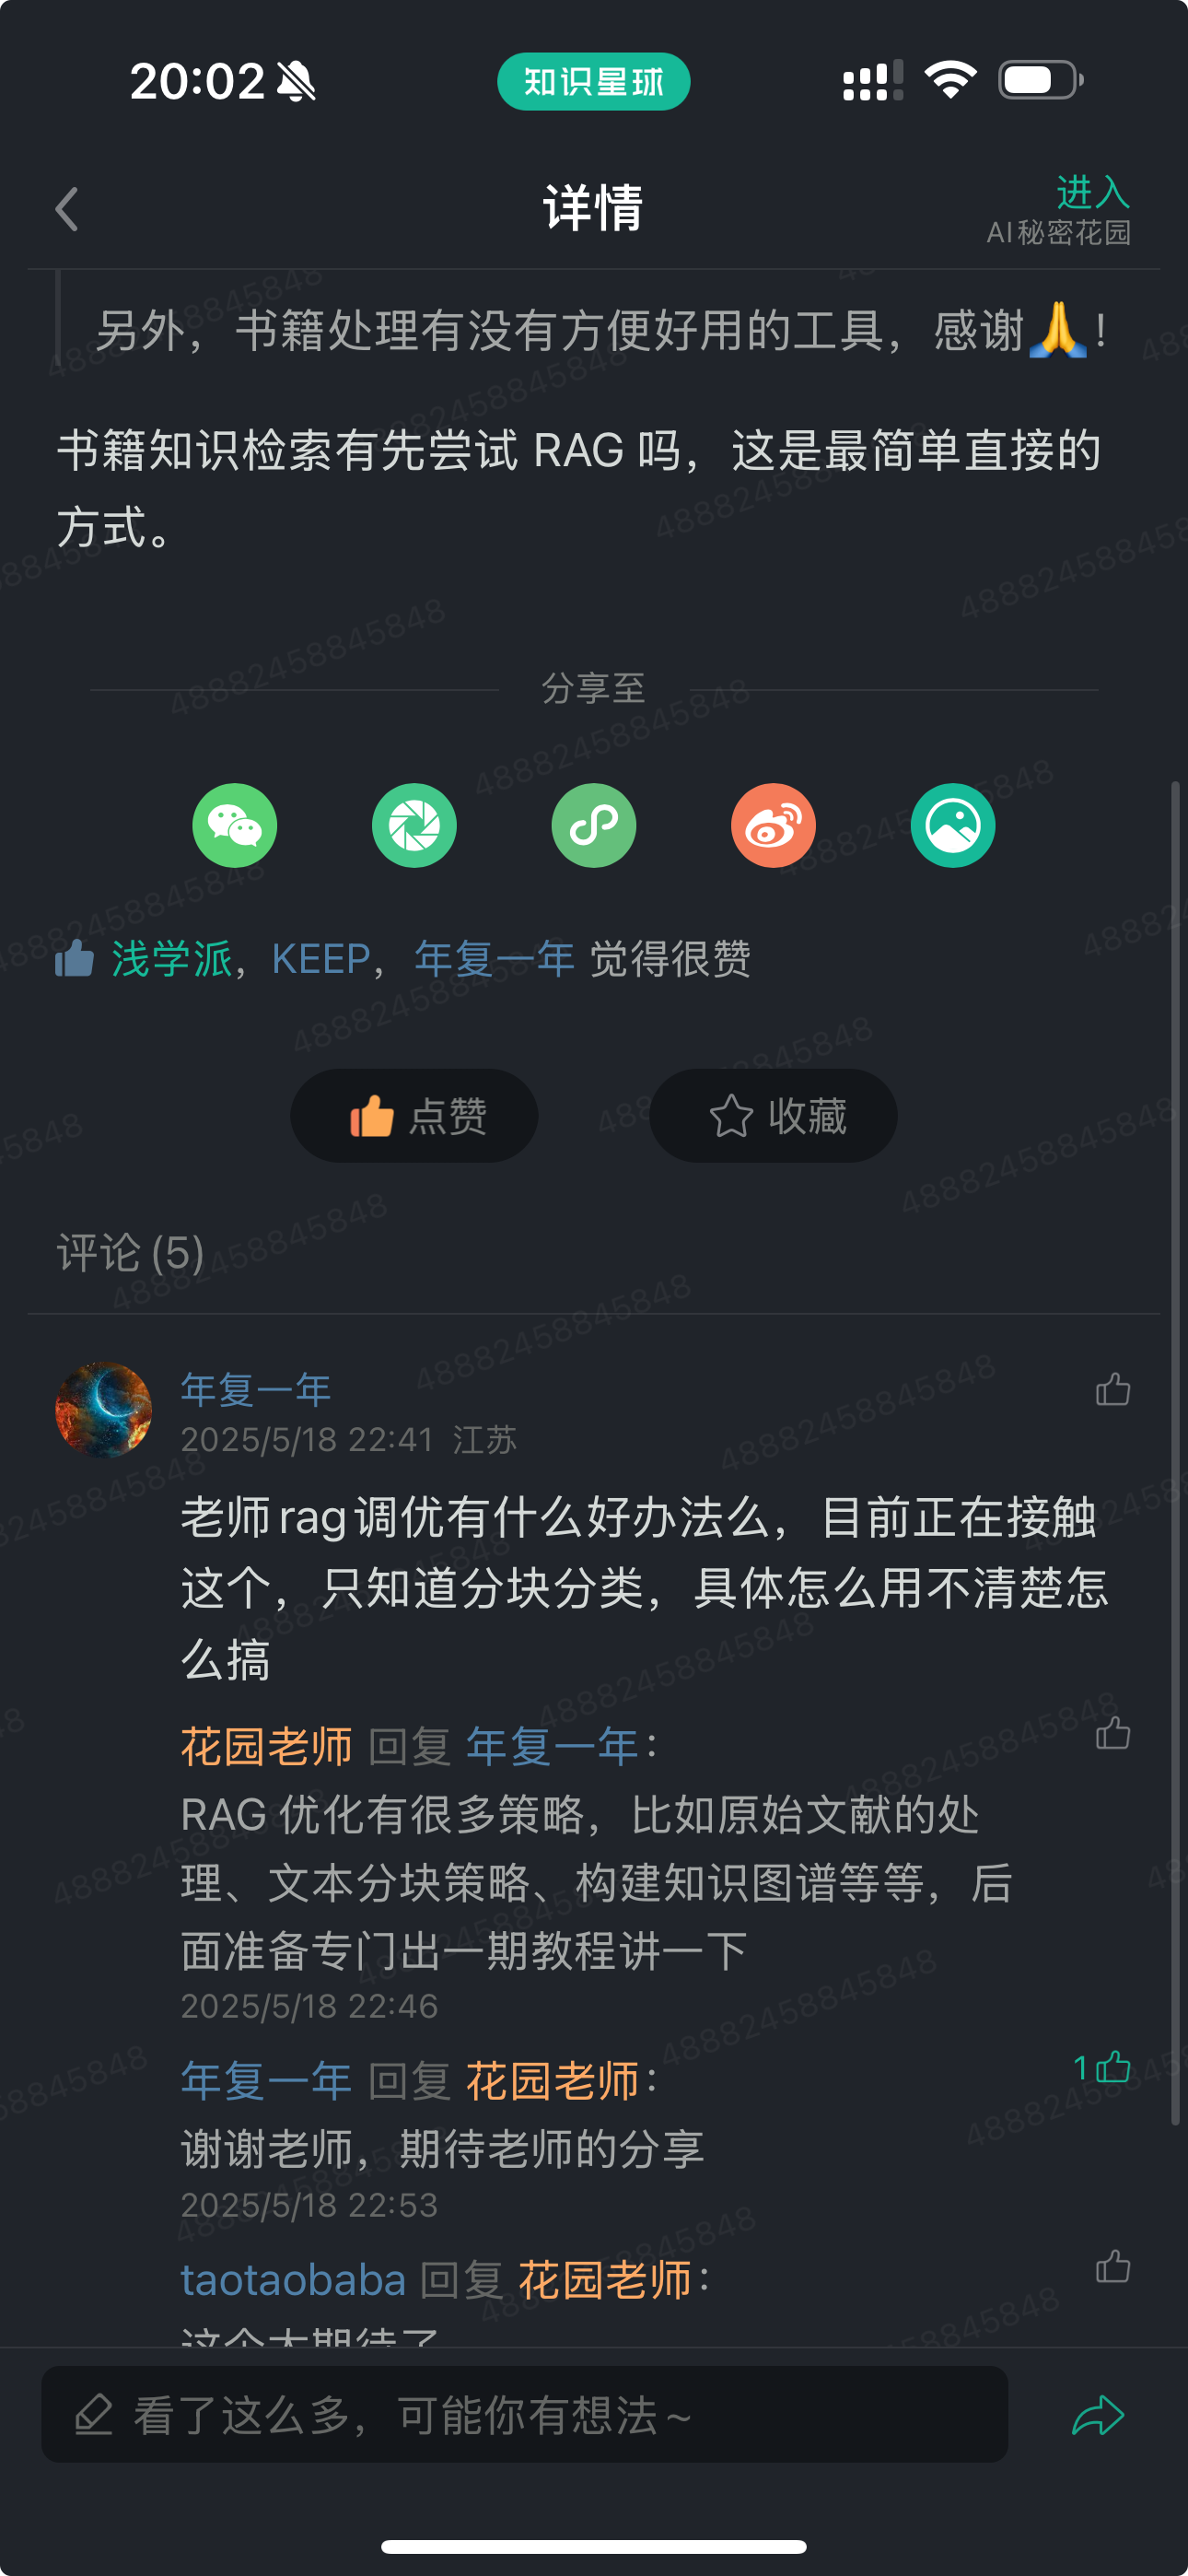 20:02
知识星球
详情
进入
AI秘密花园
另外，书籍处理有没有方便好用的工具，感谢🙏！
书籍知识检索有先尝试 RAG 吗，这是最简单直接的
方式。
分享至
浅学派，KEEP，年复一年 觉得很赞
点赞
收藏
评论(5)
年复一年
2025/5/18 22:41 江苏
老师rag调优有什么好办法么，目前正在接触
这个，只知道分块分类，具体怎么用不清楚怎
么搞
花园老师 回复 年复一年：
RAG 优化有很多策略，比如原始文献的处
理、文本分块策略、构建知识图谱等等，后
面准备专门出一期教程讲一下
2025/5/18 22:46
年复一年 回复 花园老师：
1
谢谢老师，期待老师的分享
2025/5/18 22:53
taotaobaba 回复 花园老师：
这个太期待了
看了这么多，可能你有想法~
48882458845848